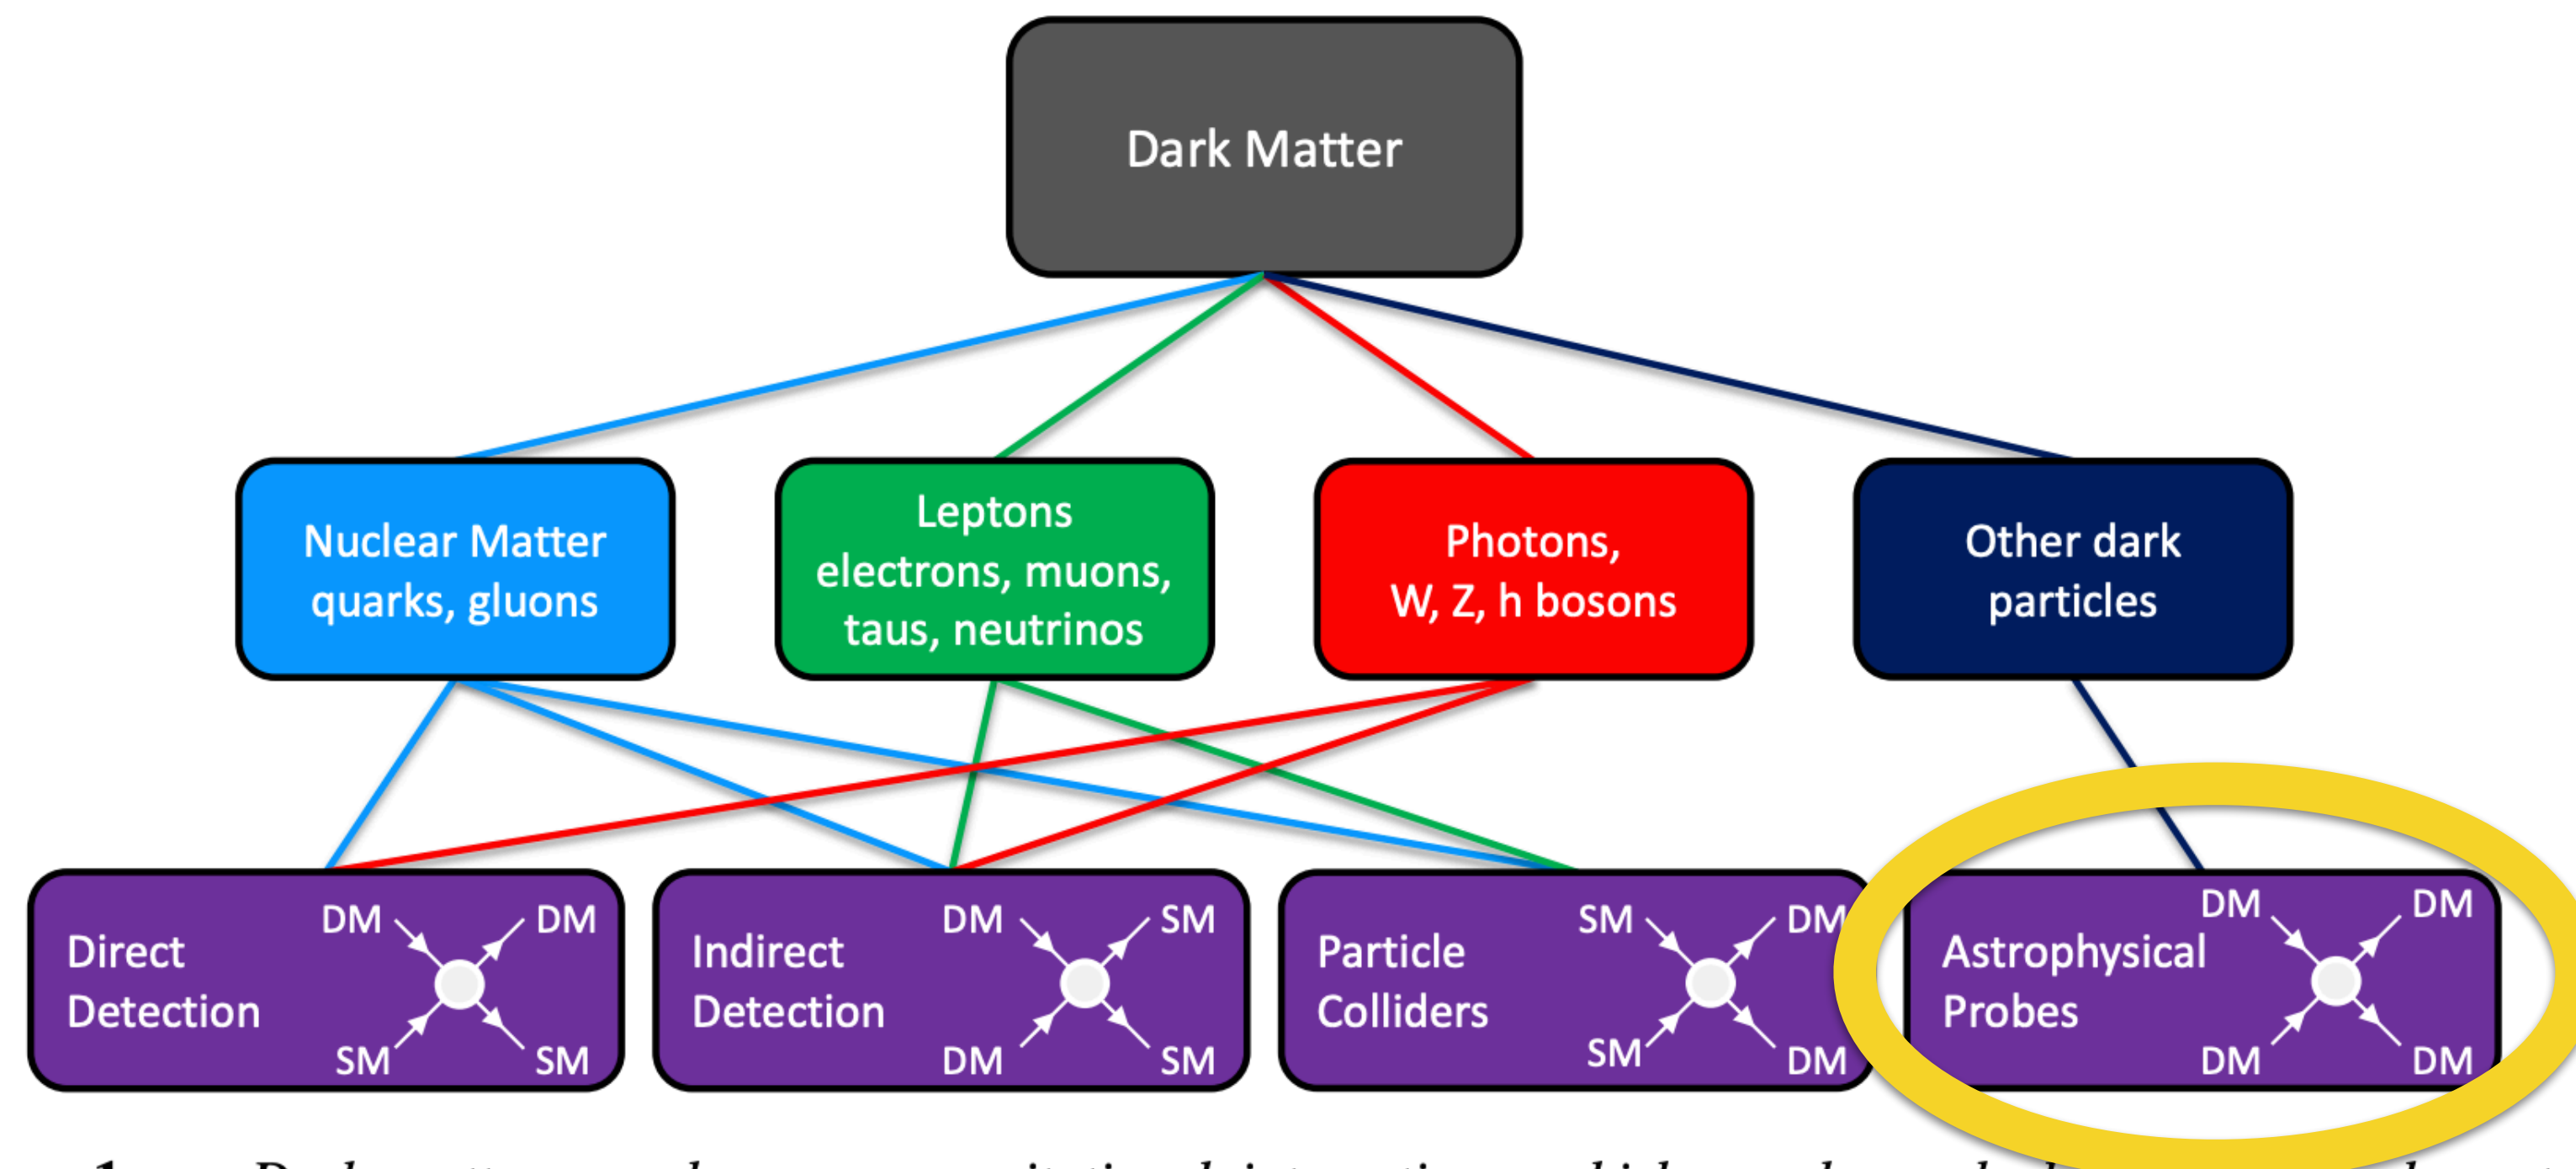 Dark Matter
Nuclear Matter
quarks, gluons
Leptons
electrons, muons,
taus, neutrinos
Photons,
W, Z, h bosons
Other dark
particles
Direct
Detection
DM DM
SM SM
Indirect
Detection
DM SM
DM SM
Particle
Colliders
SM DM
SM DM
Astrophysical
Probes
DM DM
DM DM